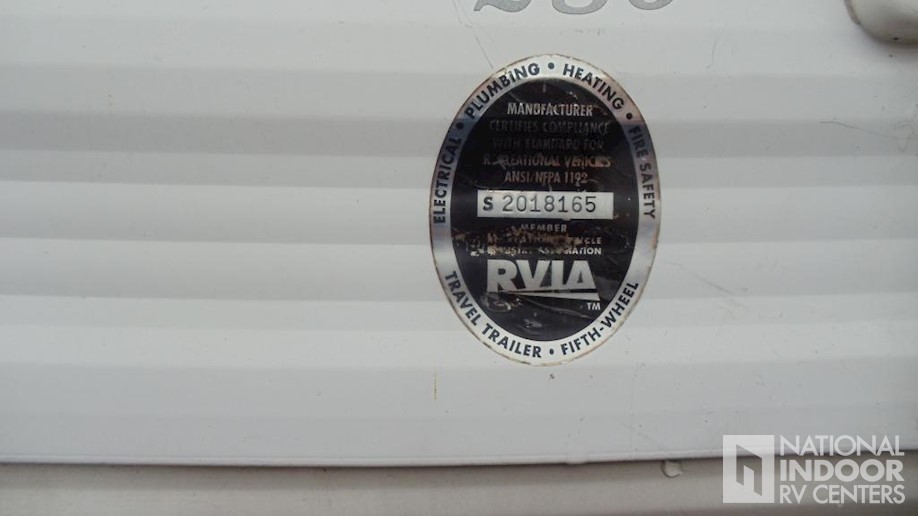 PLUMBING • HEATING • FIRE SAFETY
ELECTRICAL
MANUFACTURER
CERTIFIES COMPLIANCE
WITH STANDARD FOR
VEHICLES
ANSI/NFPA 1192
S 2018165
MEMBER
RVIA
TM
TRAVEL TRAILER • FIFTH-WHEEL
NATIONAL
INDOOR
RV CENTERS